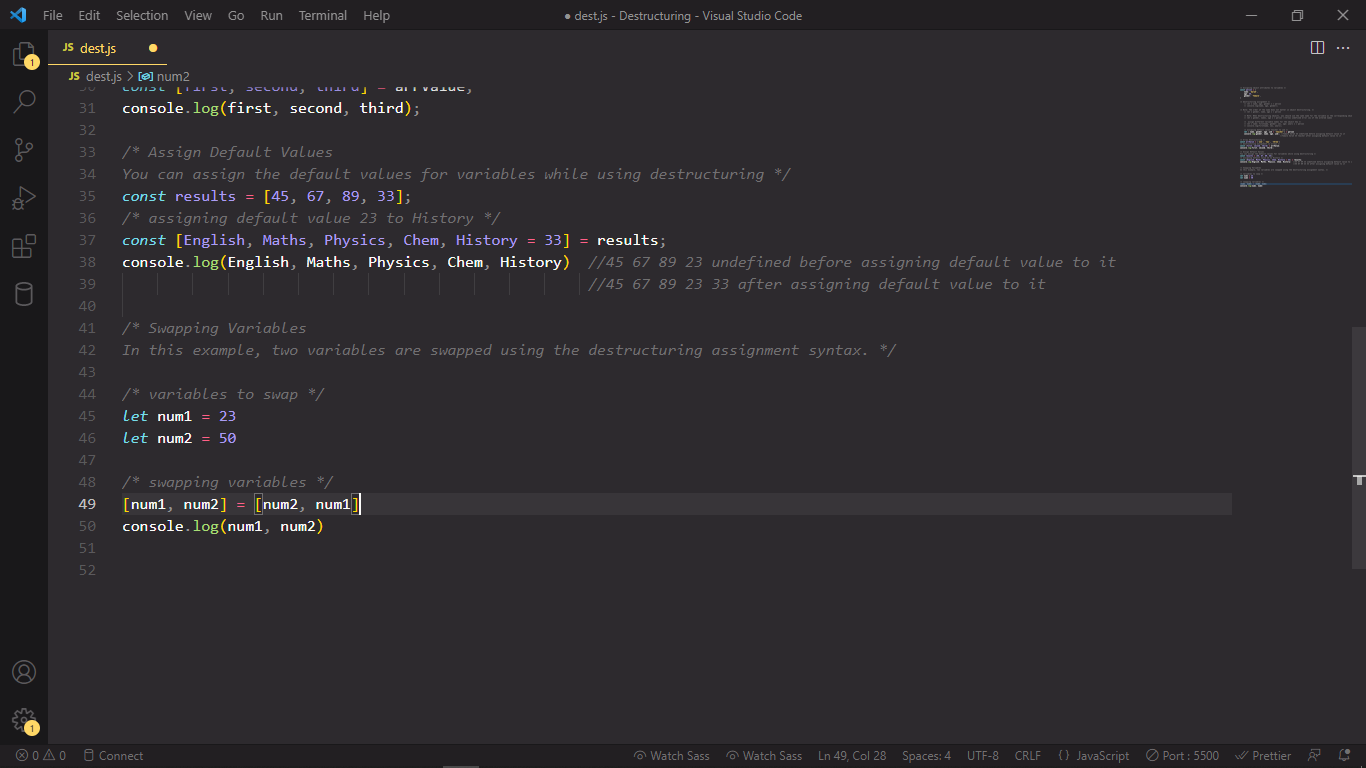 File Edit Selection View Go Run Terminal Help ● dest.js - Destructuring - Visual Studio Code
JS dest.js
JS dest.js > num2
30 const [first, second, third] = arrValue;
31 console.log(first, second, third);
32
33 /* Assign Default Values
34 You can assign the default values for variables while using destructuring */
35 const results = [45, 67, 89, 33];
36 /* assigning default value 23 to History */
37 const [English, Maths, Physics, Chem, History = 33] = results;
38 console.log(English, Maths, Physics, Chem, History) //45 67 89 23 undefined before assigning default value to it
39 //45 67 89 23 33 after assigning default value to it
40
41 /* Swapping Variables
42 In this example, two variables are swapped using the destructuring assignment syntax. */
43
44 /* variables to swap */
45 let num1 = 23
46 let num2 = 50
47
48 /* swapping variables */
49 [num1, num2] = [num2, num1]
50 console.log(num1, num2)
51
52
1
1
0 0 Connect Watch Sass Watch Sass Ln 49, Col 28 Spaces: 4 UTF-8 CRLF {} JavaScript Port : 5500 Prettier